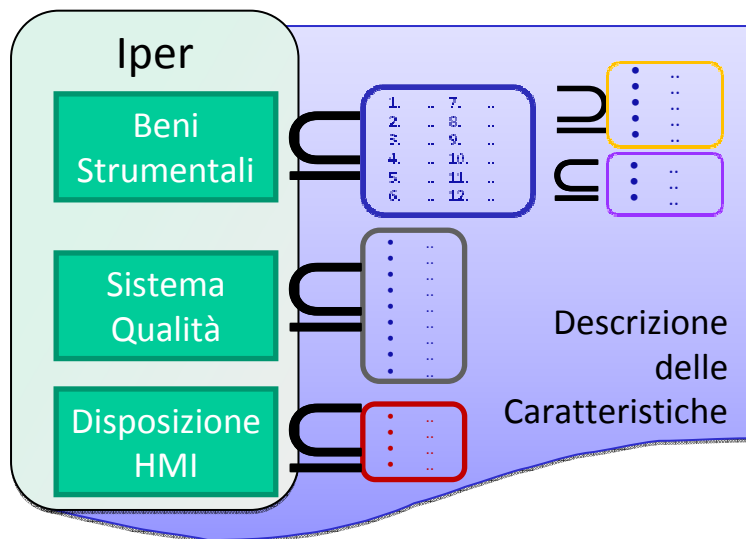 Iper
Beni
Strumentali
1. .. 7. ..
2. .. 8. ..
3. .. 9. ..
4. .. 10. ..
5. .. 11. ..
6. .. 12. ..
• ..
• ..
• ..
• ..
• ..
• ..
• ..
• ..
Sistema
Qualità
• ..
• ..
• ..
• ..
• ..
• ..
• ..
• ..
• ..
Descrizione
delle
Caratteristiche
Disposizione
HMI
• ..
• ..
• ..
• ..